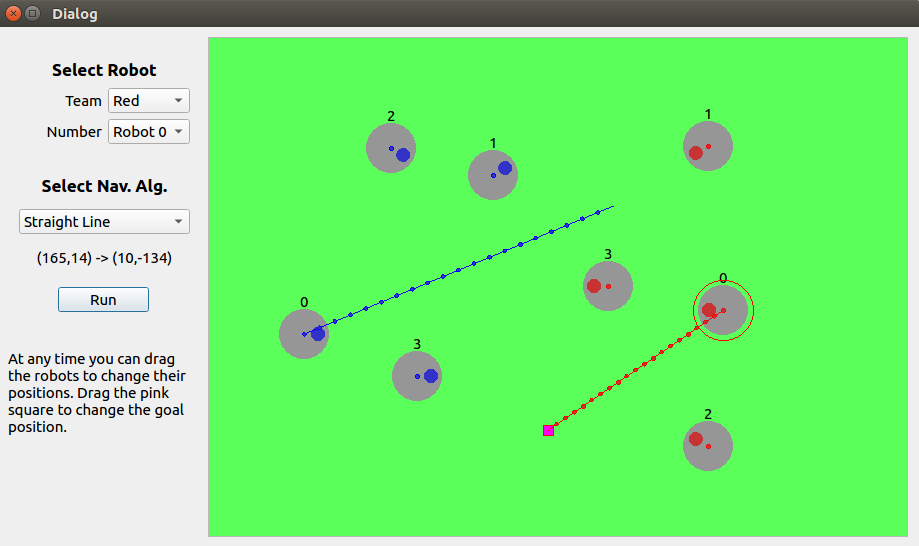 Dialog
Select Robot
Team Red
Number Robot 0
Select Nav. Alg.
Straight Line
(165,14) -> (10,-134)
Run
At any time you can drag
the robots to change their
positions. Drag the pink
square to change the goal
position.
2
1
1
3
0
0
3
2